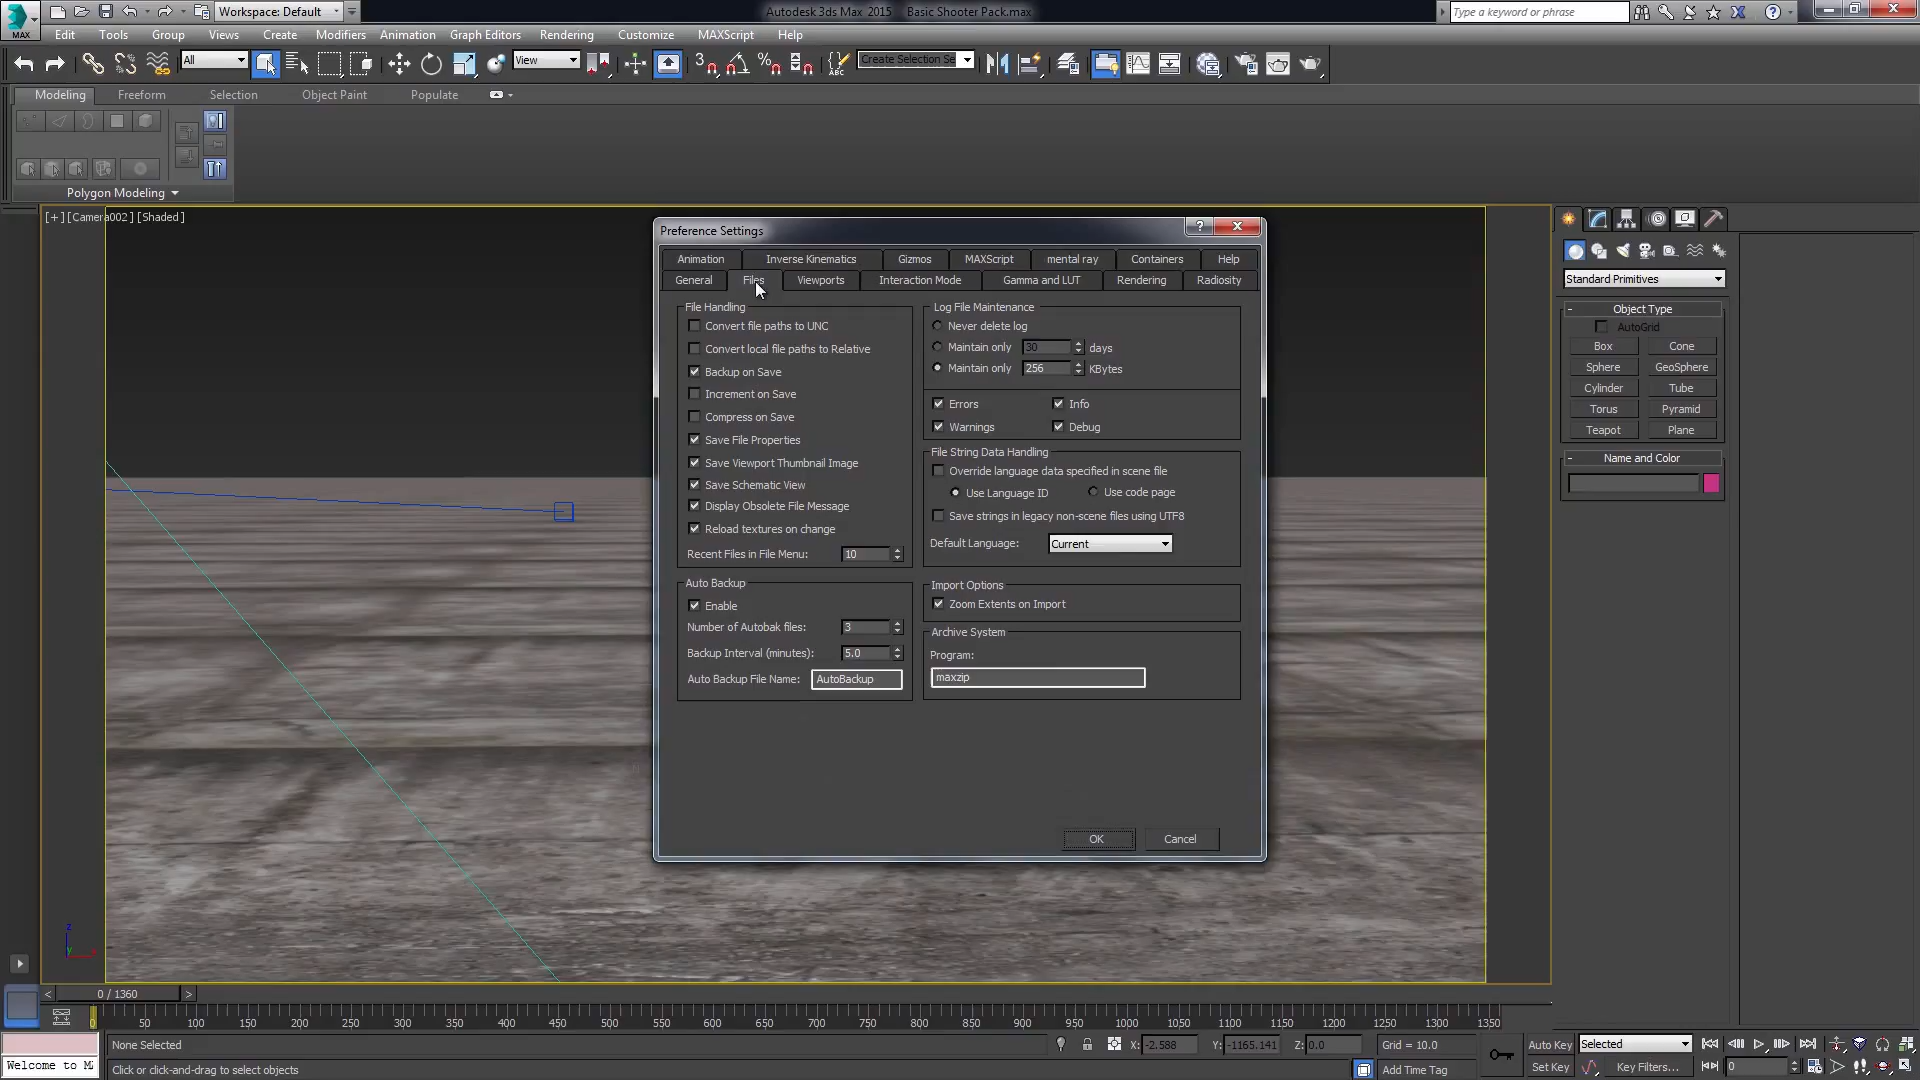 Workspace: Default
Autodesk 3ds Max 2015 Basic Shooter Pack.max
Type a keyword or phrase
MAX
Edit Tools Group Views Create Modifiers Animation Graph Editors Rendering Customize MAXScript Help
All
View
3
ABC
Create Selection Se
Modeling Freeform Selection Object Paint Populate
Polygon Modeling
[+] [Camera002] [Shaded]
Preference Settings
Animation Inverse Kinematics Gizmos MAXScript mental ray Containers Help
General Files Viewports Interaction Mode Gamma and LUT Rendering Radiosity
File Handling
Convert file paths to UNC
Convert local file paths to Relative
Backup on Save
Increment on Save
Compress on Save
Save File Properties
Save Viewport Thumbnail Image
Save Schematic View
Display Obsolete File Message
Reload textures on change
Recent Files in File Menu: 10
Auto Backup
Enable
Number of Autobak files: 3
Backup Interval (minutes): 5.0
Auto Backup File Name: AutoBackup
Log File Maintenance
Never delete log
Maintain only 30 days
Maintain only 256 KBytes
Errors Info
Warnings Debug
File String Data Handling
Override language data specified in scene file
Use Language ID Use code page
Save strings in legacy non-scene files using UTF8
Default Language: Current
Import Options
Zoom Extents on Import
Archive System
Program:
maxzip
OK Cancel
Standard Primitives
- Object Type
AutoGrid
Box Cone
Sphere GeoSphere
Cylinder Tube
Torus Pyramid
Teapot Plane
- Name and Color
z
x
y
< 0 / 1360 >
0 50 100 150 200 250 300 350 400 450 500 550 600 650 700 750 800 850 900 950 1000 1050 1100 1150 1200 1250 1300 1350
None Selected
X: -2.588 Y: -1165.141 Z: 0.0 Grid = 10.0
Auto Key Selected
Welcome to M
Click or click-and-drag to select objects
Add Time Tag
Set Key Key Filters... 0